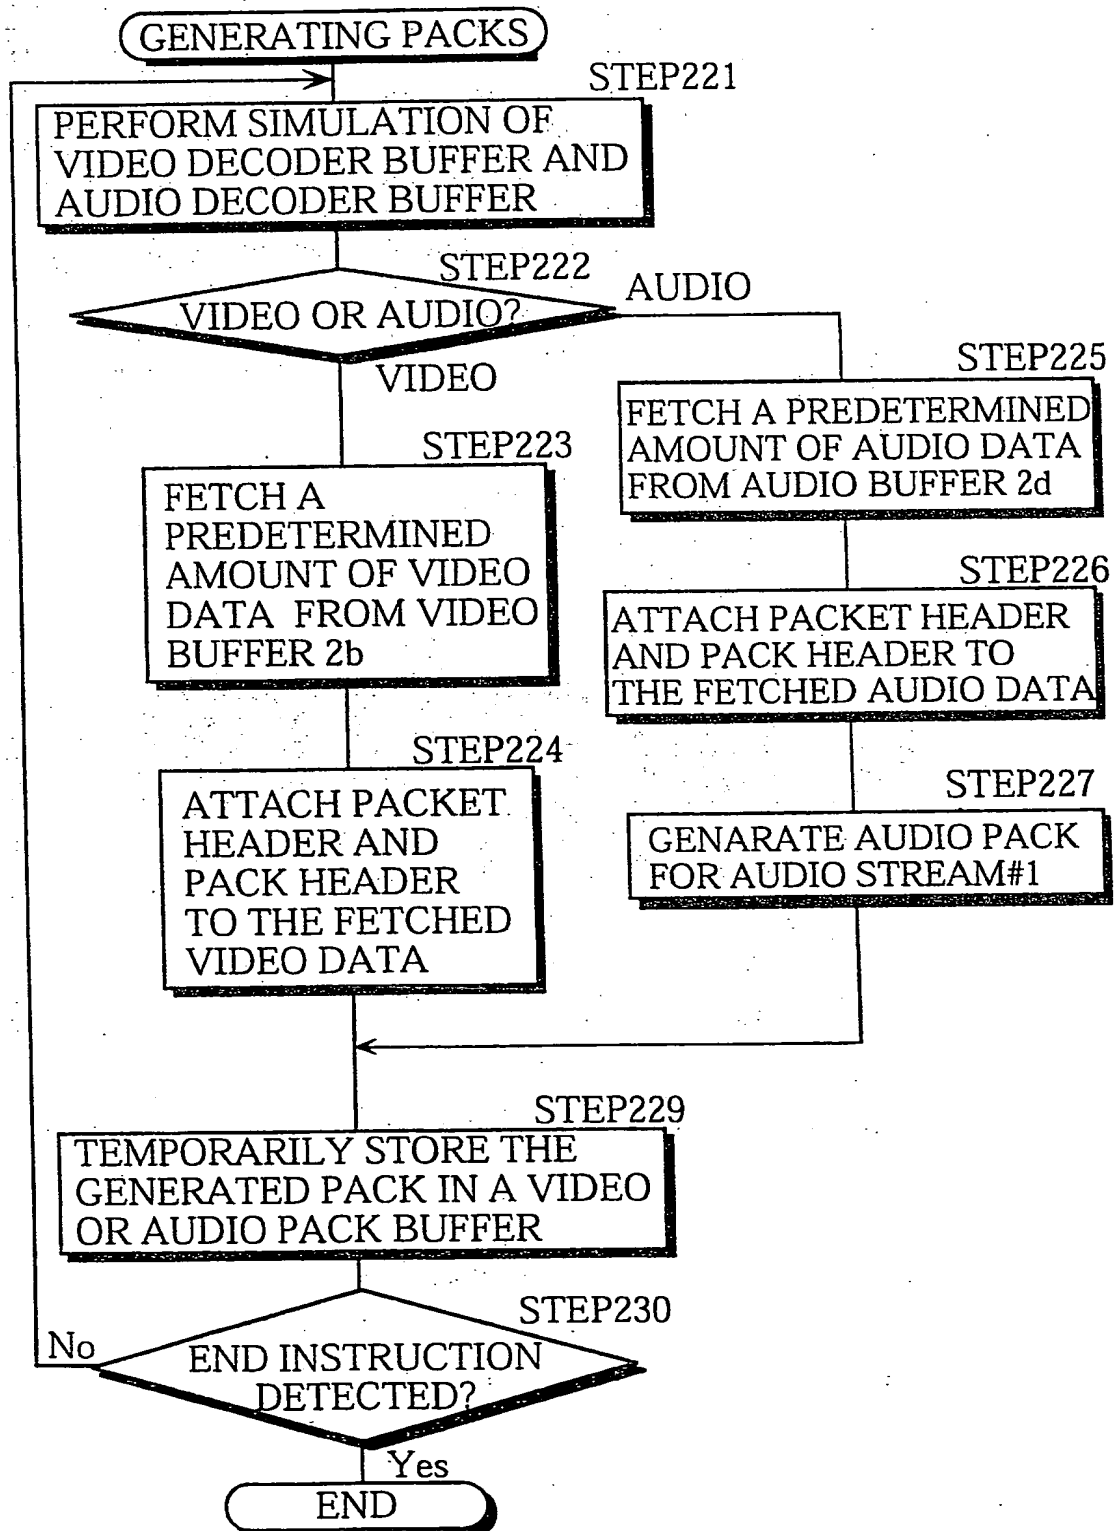 GENERATING PACKS
STEP221
PERFORM SIMULATION OF
VIDEO DECODER BUFFER AND
AUDIO DECODER BUFFER
STEP222
VIDEO OR AUDIO?
AUDIO
VIDEO
STEP223
FETCH A
PREDETERMINED
AMOUNT OF VIDEO
DATA FROM VIDEO
BUFFER 2b
STEP224
ATTACH PACKET
HEADER AND
PACK HEADER
TO THE FETCHED
VIDEO DATA
STEP225
FETCH A PREDETERMINED
AMOUNT OF AUDIO DATA
FROM AUDIO BUFFER 2d
STEP226
ATTACH PACKET HEADER
AND PACK HEADER TO
THE FETCHED AUDIO DATA
STEP227
GENARATE AUDIO PACK
FOR AUDIO STREAM#1
STEP229
TEMPORARILY STORE THE
GENERATED PACK IN A VIDEO
OR AUDIO PACK BUFFER
STEP230
END INSTRUCTION
DETECTED?
No
Yes
END